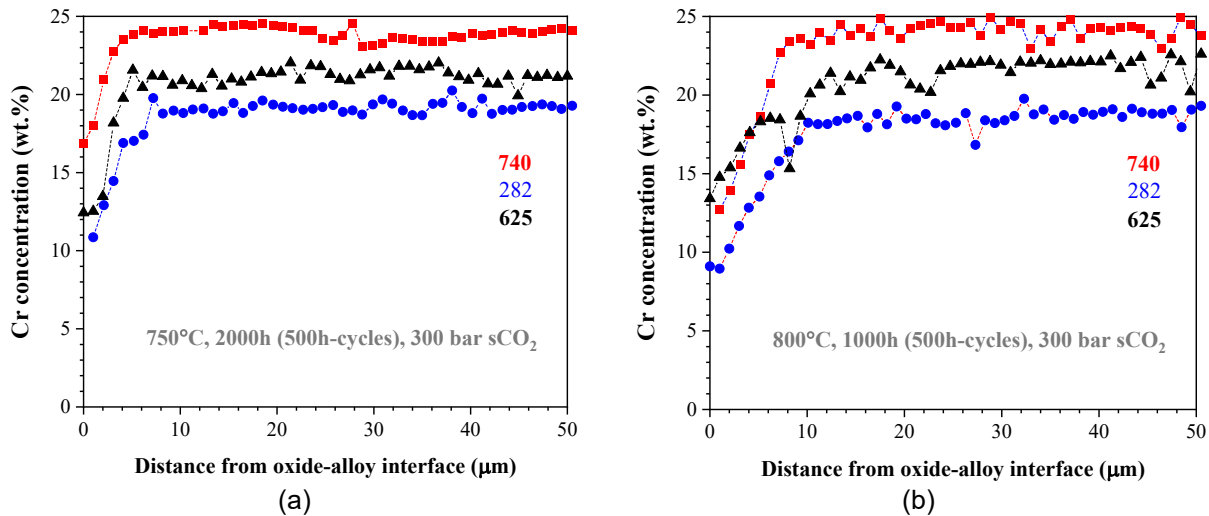 25
20
15
10
5
0
Cr concentration (wt.%)
740
282
625
750°C, 2000h (500h-cycles), 300 bar sCO₂
0 10 20 30 40 50
Distance from oxide-alloy interface (μm)
(a)
25
20
15
10
5
0
Cr concentration (wt.%)
740
282
625
800°C, 1000h (500h-cycles), 300 bar sCO₂
0 10 20 30 40 50
Distance from oxide-alloy interface (μm)
(b)